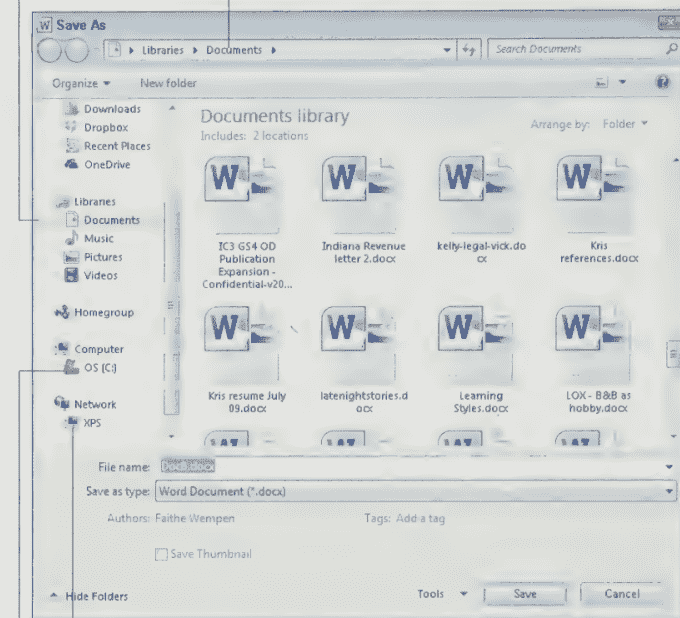 Save As
Libraries Documents
Search Documents
Organize
New folder
Downloads
Dropbox
Recent Places
OneDrive
Libraries
Documents
Music
Pictures
Videos
Homegroup
Computer
OS (C:)
Network
XPS
Documents library
Includes: 2 locations
Arrange by: Folder
W
W
W
W
IC3 GS4 OD
Publication
Expansion -
Confidential-v20...
Indiana Revenue
letter 2.docx
kelly-legal-vick.do
cx
Kris
references.docx
W
W
W
W
Kris resume July
09.docx
latenightstories.d
ocx
Learning
Styles.docx
LOX - B&B as
hobby.docx
File name:
Save as type: Word Document (*.docx)
Authors: Faithe Wempen
Tags: Add a tag
Save Thumbnail
Hide Folders
Tools
Save
Cancel